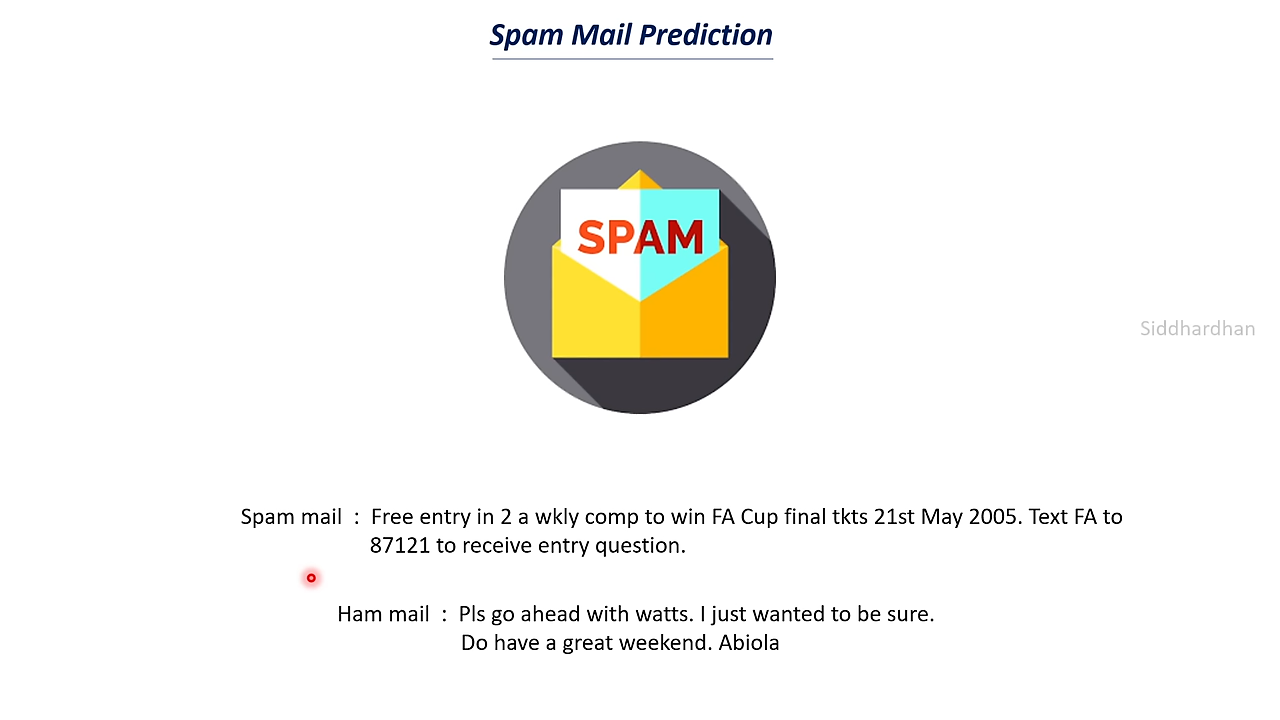 Spam Mail Prediction
SPAM
Siddhardhan
Spam mail : Free entry in 2 a wkly comp to win FA Cup final tkts 21st May 2005. Text FA to
87121 to receive entry question.
Ham mail : Pls go ahead with watts. I just wanted to be sure.
Do have a great weekend. Abiola